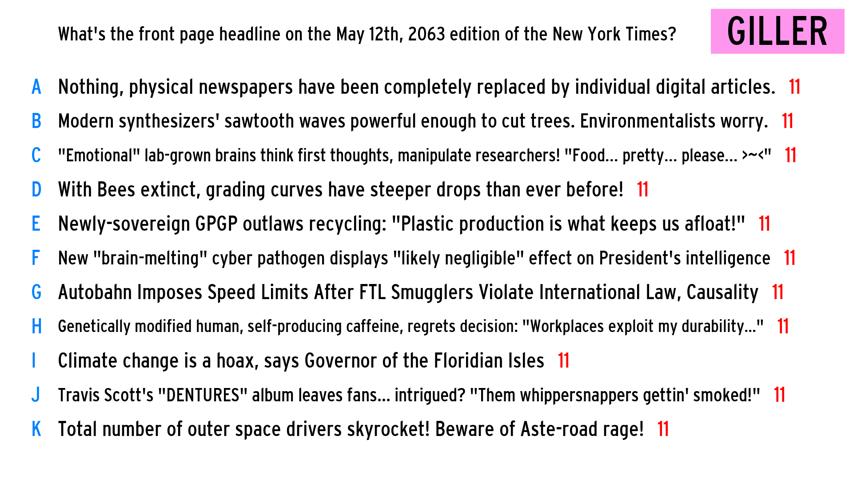 What's the front page headline on the May 12th, 2063 edition of the New York Times?
GILLER
A Nothing, physical newspapers have been completely replaced by individual digital articles. 11
B Modern synthesizers' sawtooth waves powerful enough to cut trees. Environmentalists worry. 11
C "Emotional" lab-grown brains think first thoughts, manipulate researchers! "Food... pretty... please... >~<" 11
D With Bees extinct, grading curves have steeper drops than ever before! 11
E Newly-sovereign GPGP outlaws recycling: "Plastic production is what keeps us afloat!" 11
F New "brain-melting" cyber pathogen displays "likely negligible" effect on President's intelligence 11
G Autobahn Imposes Speed Limits After FTL Smugglers Violate International Law, Causality 11
H Genetically modified human, self-producing caffeine, regrets decision: "Workplaces exploit my durability..." 11
I Climate change is a hoax, says Governor of the Floridian Isles 11
J Travis Scott's "DENTURES" album leaves fans... intrigued? "Them whippersnappers gettin' smoked!" 11
K Total number of outer space drivers skyrocket! Beware of Aste-road rage! 11